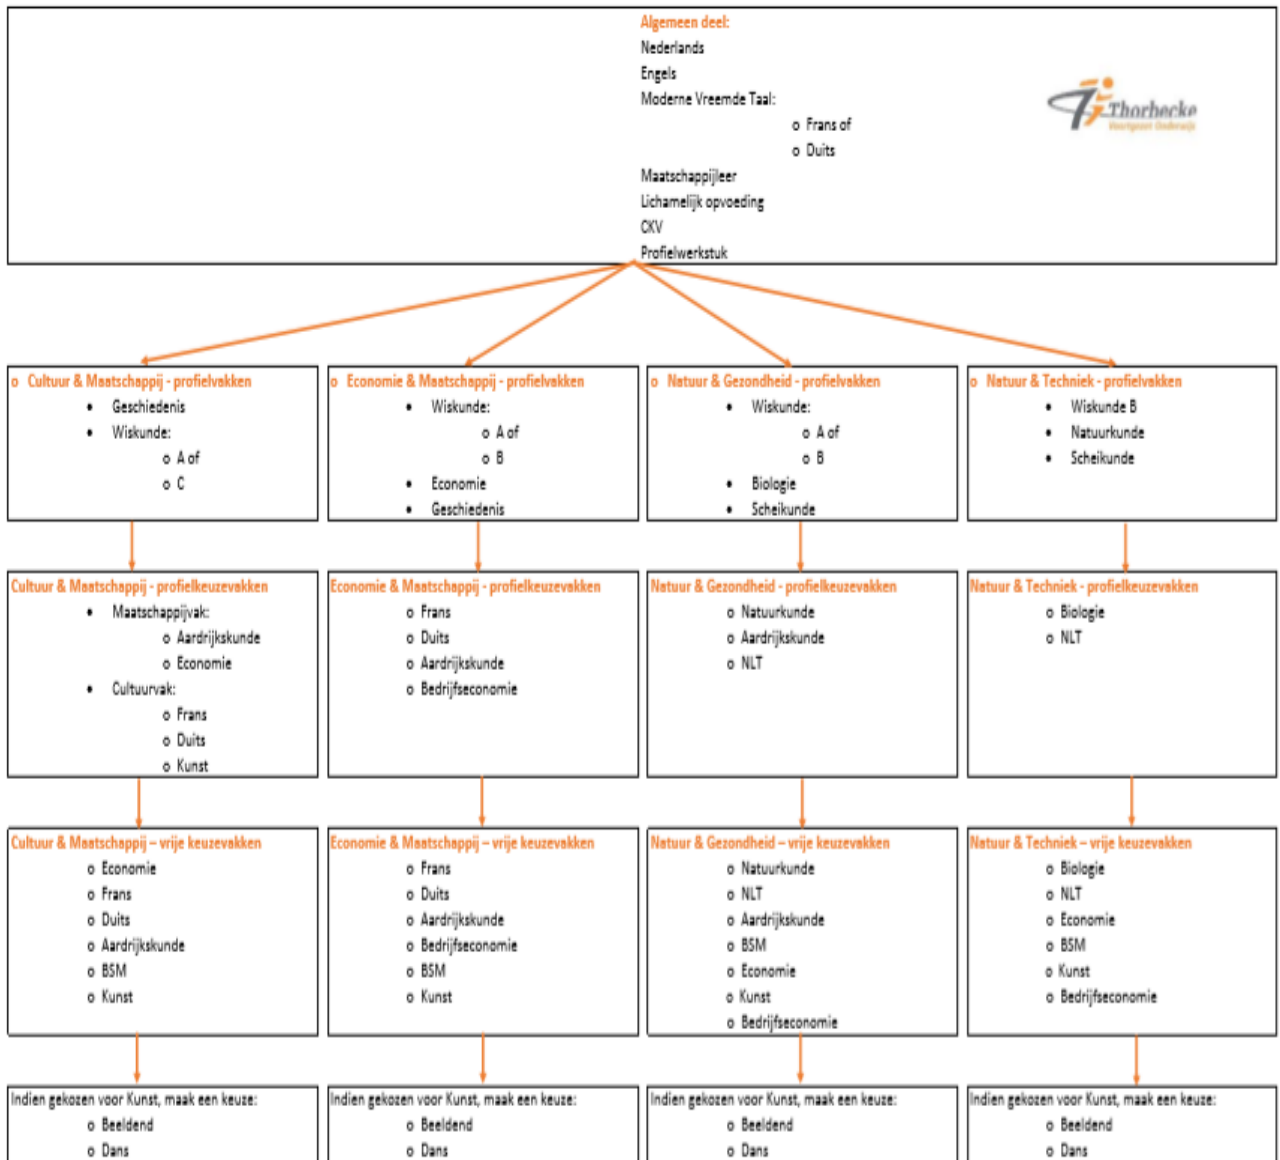 Algemeen deel:
Nederlands
Engels
Moderne Vreemde Taal:
o Frans of
o Duits
Maatschappijleer
Lichamelijk opvoeding
CKV
Profielwerkstuk
Thorbecke
Voortgezet Onderwijs
o Cultuur & Maatschappij - profielvakken
• Geschiedenis
• Wiskunde:
o A of
o C
o Economie & Maatschappij - profielvakken
• Wiskunde:
o A of
o B
• Economie
• Geschiedenis
o Natuur & Gezondheid - profielvakken
• Wiskunde:
o A of
o B
• Biologie
• Scheikunde
o Natuur & Techniek - profielvakken
• Wiskunde B
• Natuurkunde
• Scheikunde
Cultuur & Maatschappij - profielkeuzevakken
• Maatschappijvak:
o Aardrijkskunde
o Economie
• Cultuurvak:
o Frans
o Duits
o Kunst
Economie & Maatschappij - profielkeuzevakken
o Frans
o Duits
o Aardrijkskunde
o Bedrijfseconomie
Natuur & Gezondheid - profielkeuzevakken
o Natuurkunde
o Aardrijkskunde
o NLT
Natuur & Techniek - profielkeuzevakken
o Biologie
o NLT
Cultuur & Maatschappij – vrije keuzevakken
o Economie
o Frans
o Duits
o Aardrijkskunde
o BSM
o Kunst
Economie & Maatschappij – vrije keuzevakken
o Frans
o Duits
o Aardrijkskunde
o Bedrijfseconomie
o BSM
o Kunst
Natuur & Gezondheid – vrije keuzevakken
o Natuurkunde
o NLT
o Aardrijkskunde
o BSM
o Economie
o Kunst
o Bedrijfseconomie
Natuur & Techniek – vrije keuzevakken
o Biologie
o NLT
o Economie
o BSM
o Kunst
o Bedrijfseconomie
Indien gekozen voor Kunst, maak een keuze:
o Beeldend
o Dans
Indien gekozen voor Kunst, maak een keuze:
o Beeldend
o Dans
Indien gekozen voor Kunst, maak een keuze:
o Beeldend
o Dans
Indien gekozen voor Kunst, maak een keuze:
o Beeldend
o Dans